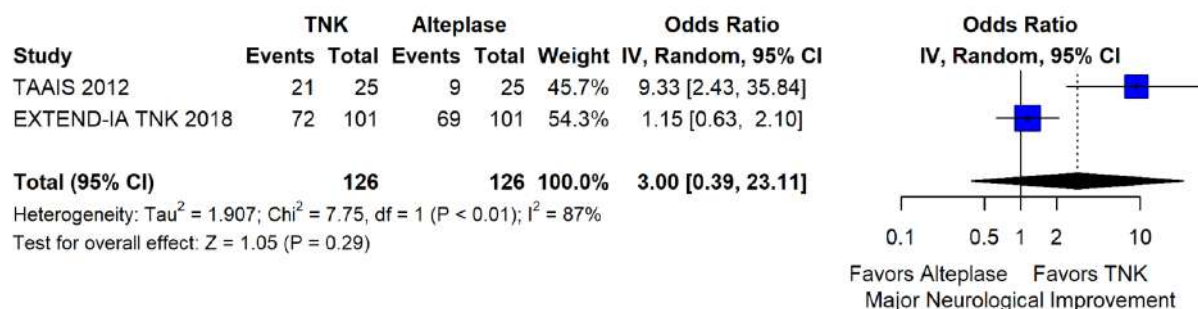 TNK Alteplase Odds Ratio Odds Ratio
Study Events Total Events Total Weight IV, Random, 95% CI IV, Random, 95% CI
TAAIS 2012 21 25 9 25 45.7% 9.33 [2.43, 35.84]
EXTEND-IA TNK 2018 72 101 69 101 54.3% 1.15 [0.63, 2.10]
Total (95% CI) 126 126 100.0% 3.00 [0.39, 23.11]
Heterogeneity: Tau² = 1.907; Chi² = 7.75, df = 1 (P < 0.01); I² = 87%
Test for overall effect: Z = 1.05 (P = 0.29)
0.1 0.5 1 2 10
Favors Alteplase Favors TNK
Major Neurological Improvement